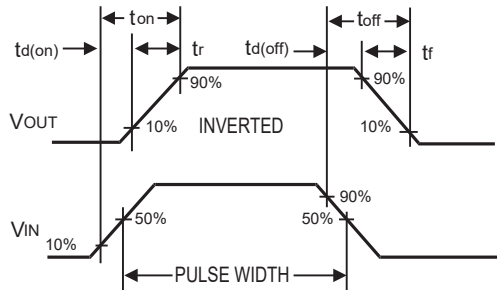 ton toff
td(on) tr td(off) tf
90% 90%
VOUT 10% INVERTED 10%
90%
50% 50%
VIN
10%
PULSE WIDTH